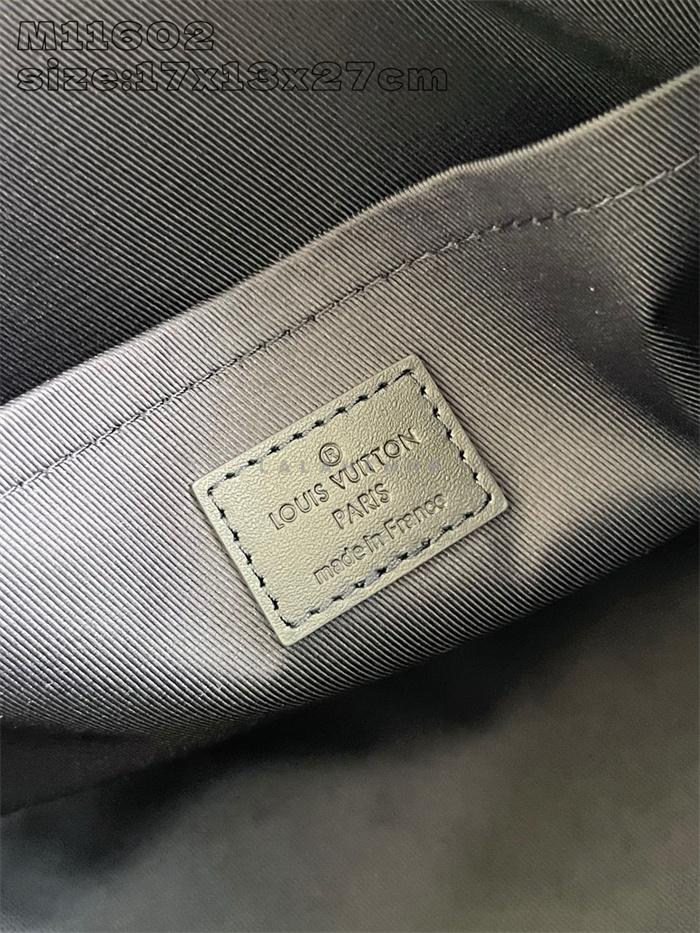 M11602
size:17x13x27cm
®
LOUIS VUITTON
PARIS
made in France